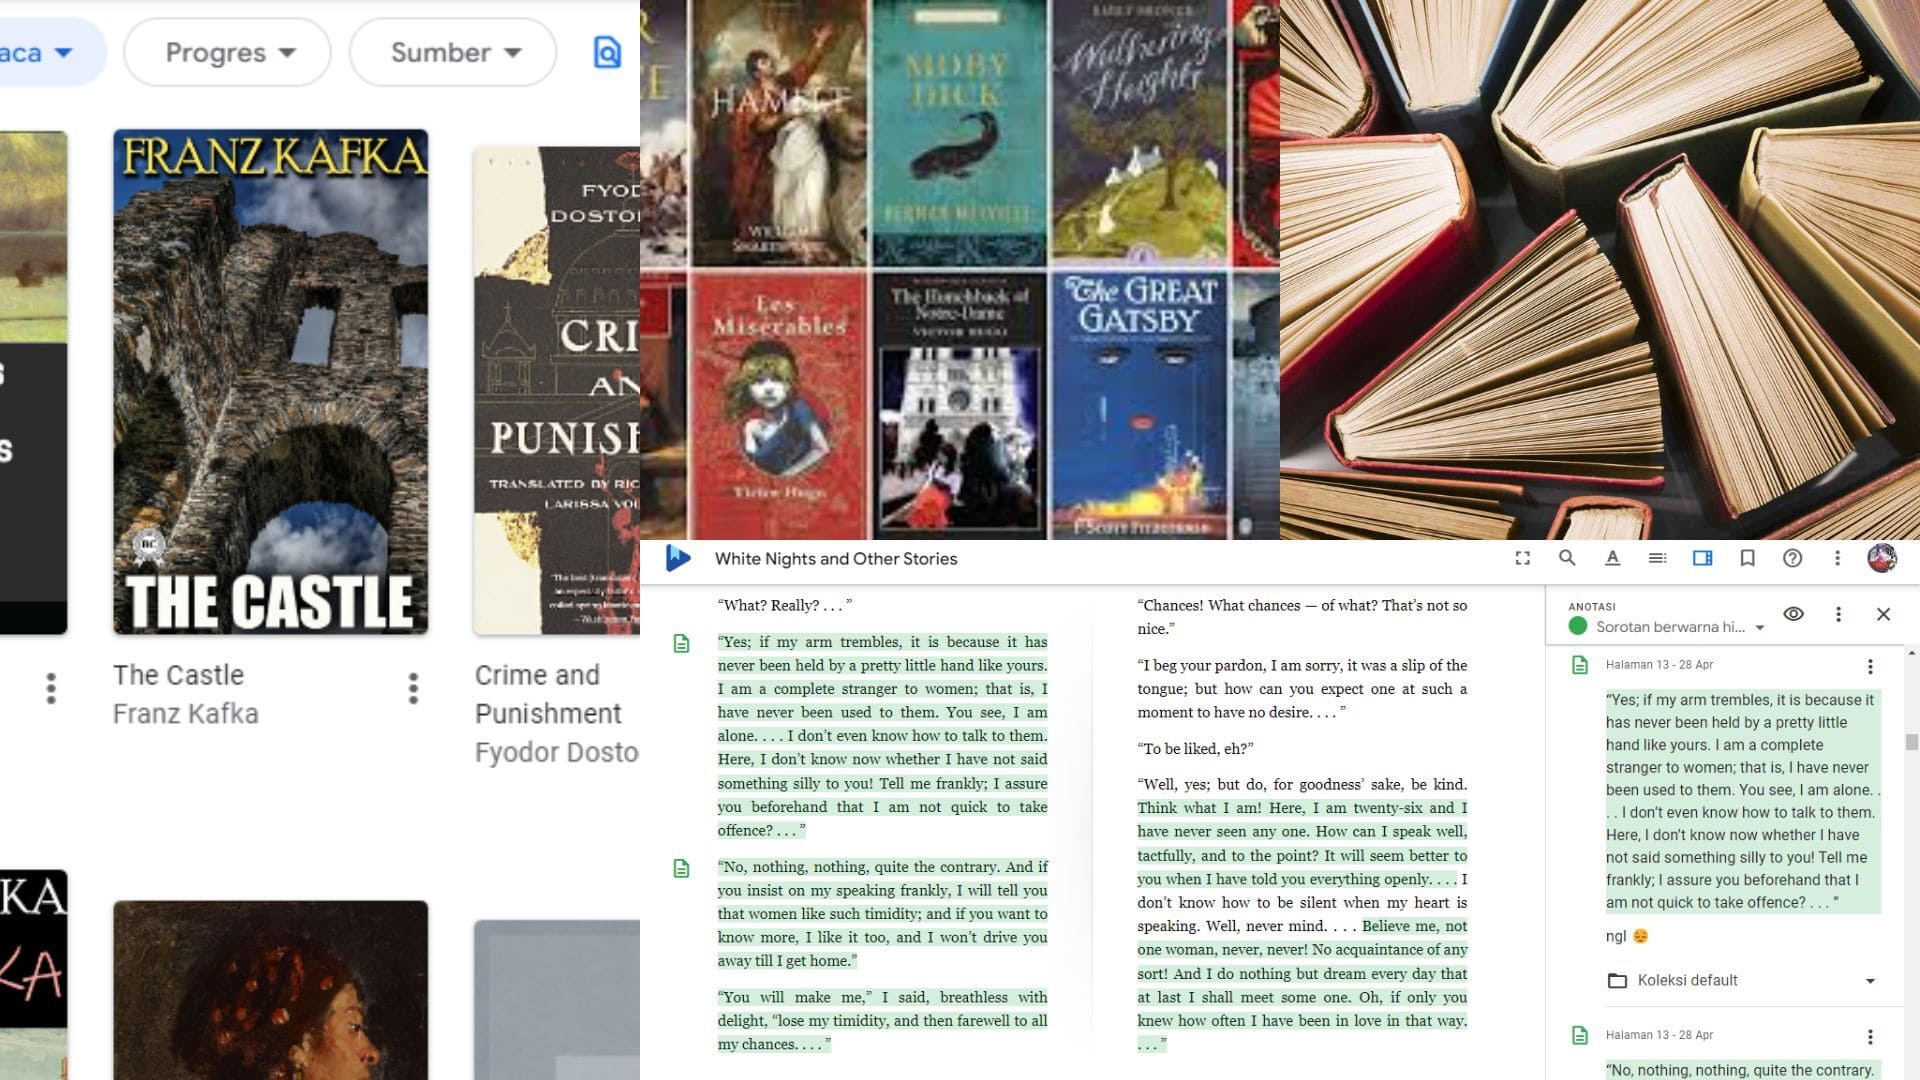 aca
Progres
Sumber
FRANZ KAFKA
THE CASTLE
The Castle
Franz Kafka
S
S
FYOD
DOSTO
CRI
AN
PUNISH
TRANSLATED BY RIC
LARISSA VOL
Crime and
Punishment
Fyodor Dosto
KA
KA
HAMLET
WILLIAM
SHAKESPEARE
MOBY
DICK
HERMAN MELVILLE
EMILY BRONTE
Wuthering
Heights
Les
Miserables
Victor Hugo
The Hunchback of
Notre-Dame
VICTOR HUGO
The GREAT
GATSBY
F. SCOTT FITZGERALD
White Nights and Other Stories
“What? Really? . . . ”
“Yes; if my arm trembles, it is because it has
never been held by a pretty little hand like yours.
I am a complete stranger to women; that is, I
have never been used to them. You see, I am
alone. . . . I don’t even know how to talk to them.
Here, I don’t know now whether I have not said
something silly to you! Tell me frankly; I assure
you beforehand that I am not quick to take
offence? . . . ”
“No, nothing, nothing, quite the contrary. And if
you insist on my speaking frankly, I will tell you
that women like such timidity; and if you want to
know more, I like it too, and I won’t drive you
away till I get home.”
“You will make me,” I said, breathless with
delight, “lose my timidity, and then farewell to all
my chances. . . . ”
“Chances! What chances — of what? That’s not so
nice.”
“I beg your pardon, I am sorry, it was a slip of the
tongue; but how can you expect one at such a
moment to have no desire. . . . ”
“To be liked, eh?”
“Well, yes; but do, for goodness’ sake, be kind.
Think what I am! Here, I am twenty-six and I
have never seen any one. How can I speak well,
tactfully, and to the point? It will seem better to
you when I have told you everything openly. . . . I
don’t know how to be silent when my heart is
speaking. Well, never mind. . . . Believe me, not
one woman, never, never! No acquaintance of any
sort! And I do nothing but dream every day that
at last I shall meet some one. Oh, if only you
knew how often I have been in love in that way.
. . . ”
ANOTASI
Sorotan berwarna hi...
Halaman 13 - 28 Apr
“Yes; if my arm trembles, it is because it
has never been held by a pretty little
hand like yours. I am a complete
stranger to women; that is, I have never
been used to them. You see, I am alone. .
. . I don’t even know how to talk to them.
Here, I don’t know now whether I have
not said something silly to you! Tell me
frankly; I assure you beforehand that I
am not quick to take offence? . . . ”
ngl 😔
Koleksi default
Halaman 13 - 28 Apr
“No, nothing, nothing, quite the contrary.